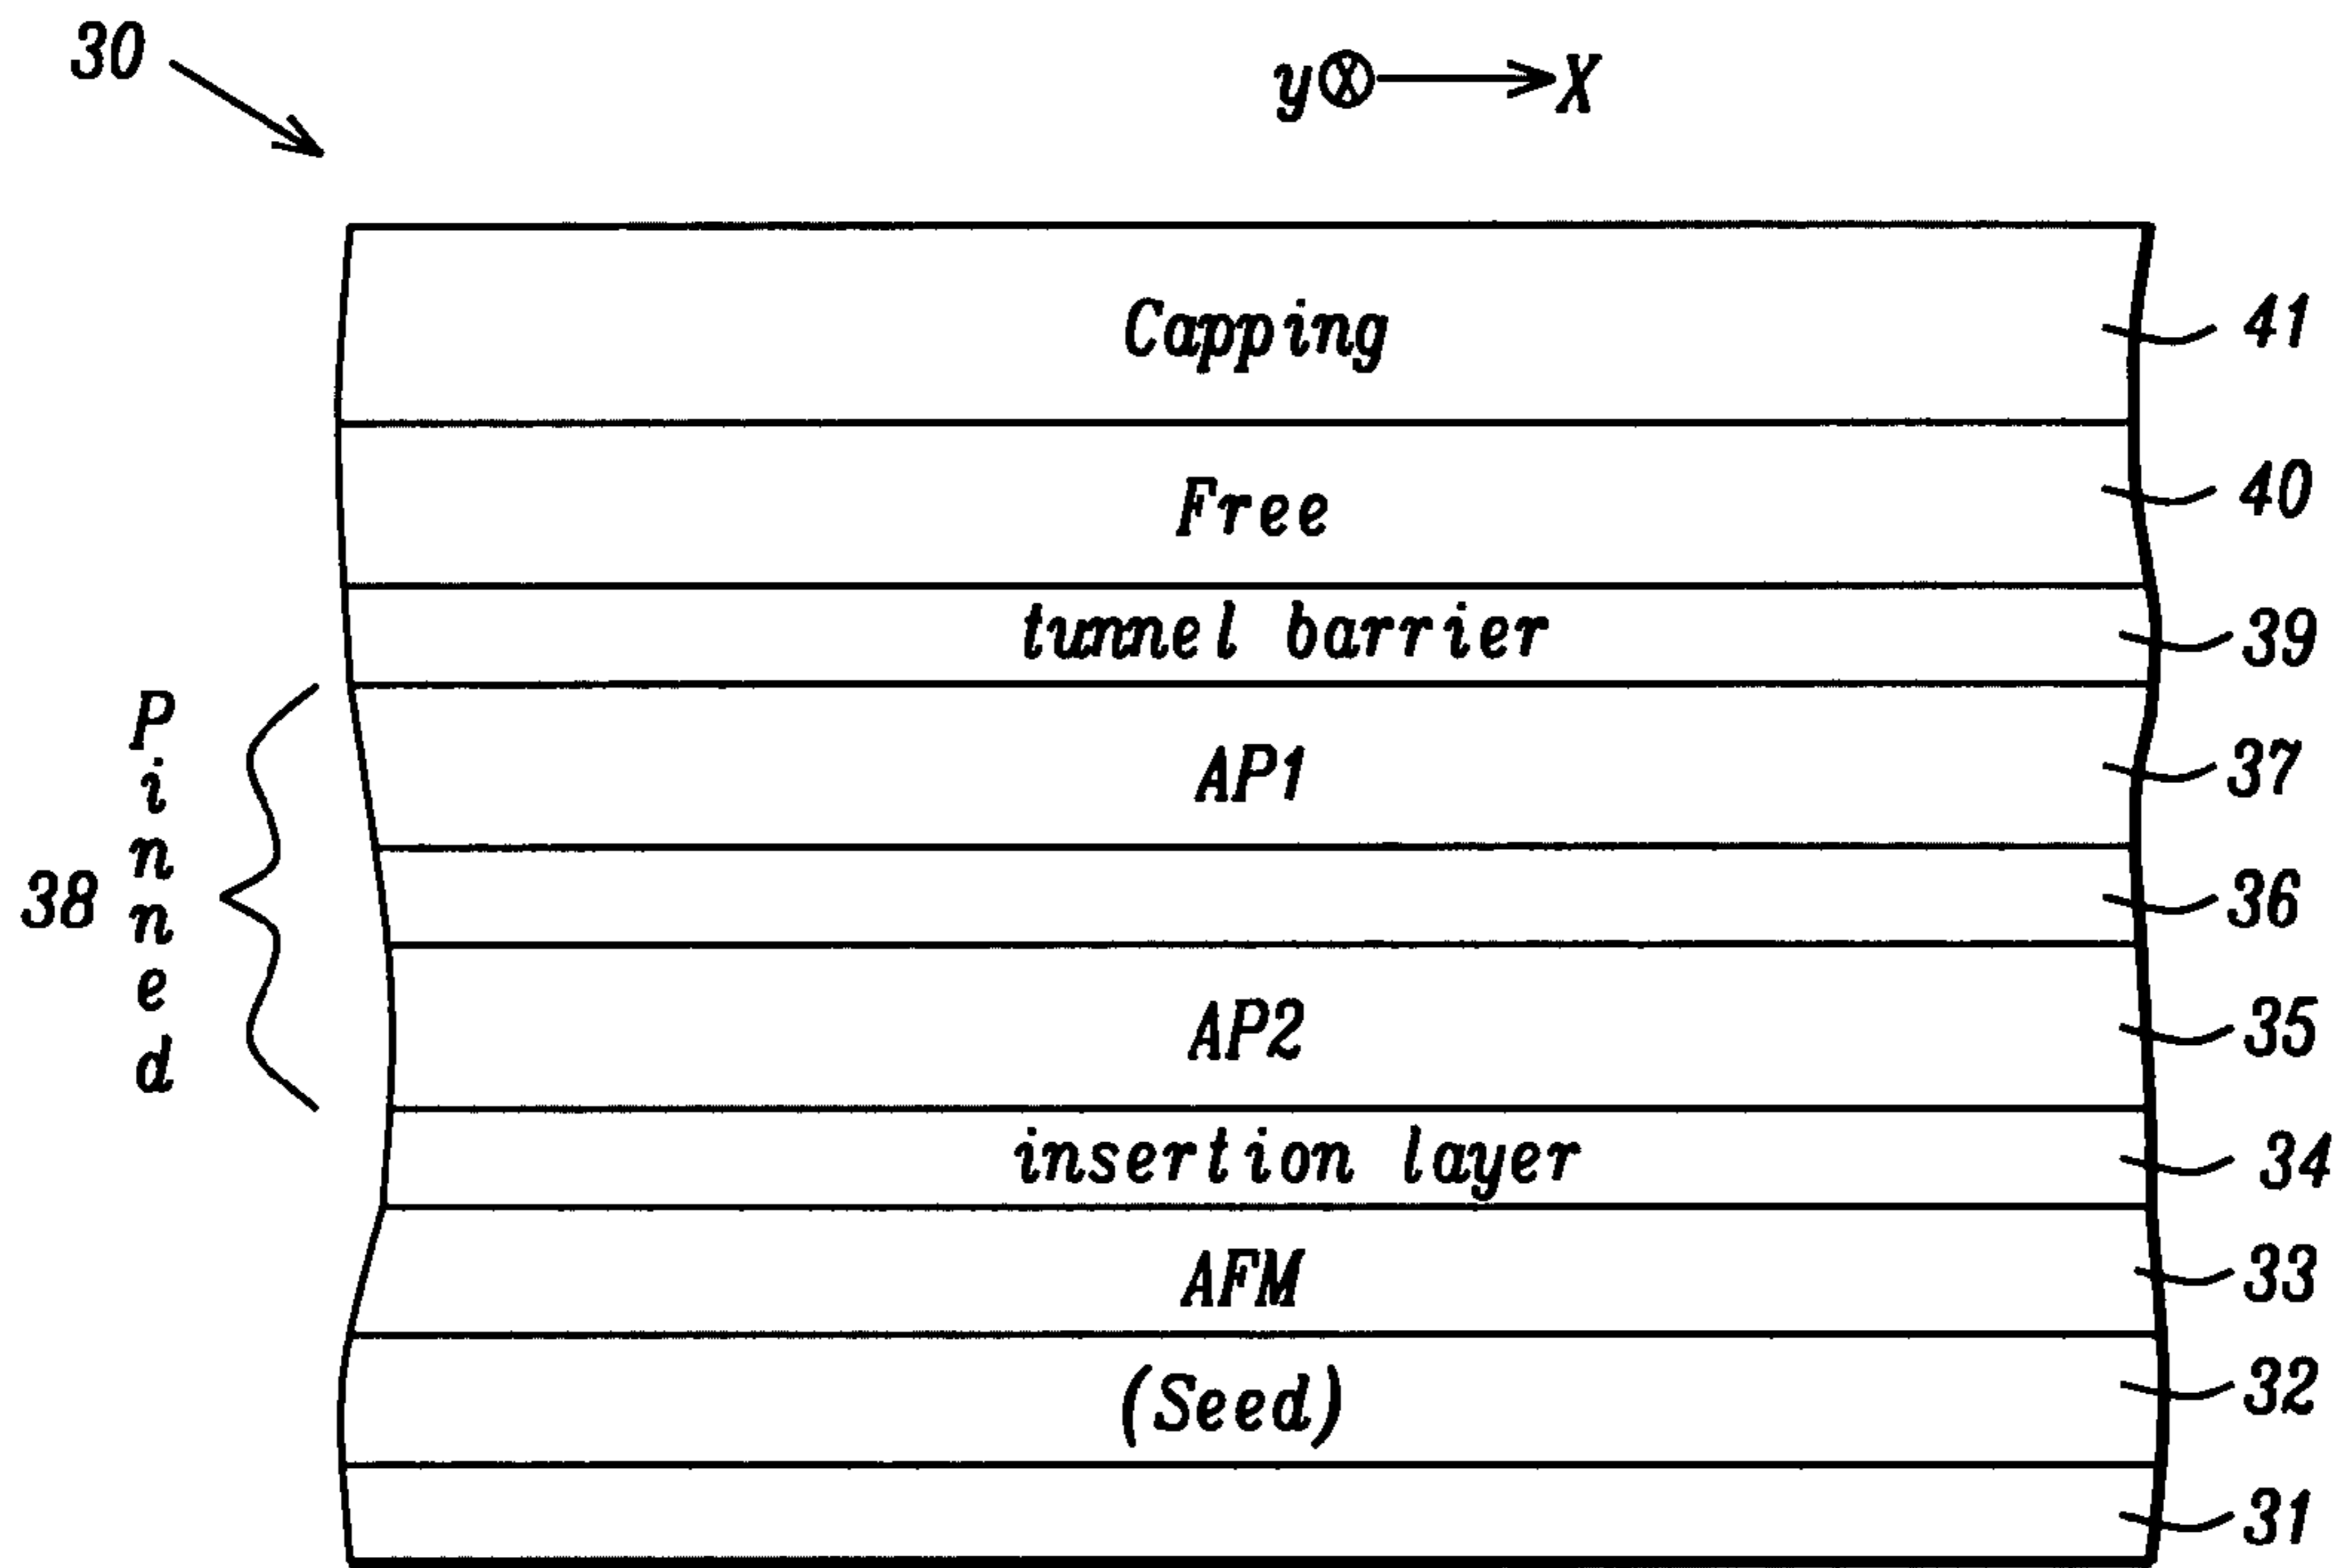 30
y X
Capping 41
Free 40
tunnel barrier 39
AP1 37
36
38 Pinned
AP2 35
insertion layer 34
AFM 33
(Seed) 32
31